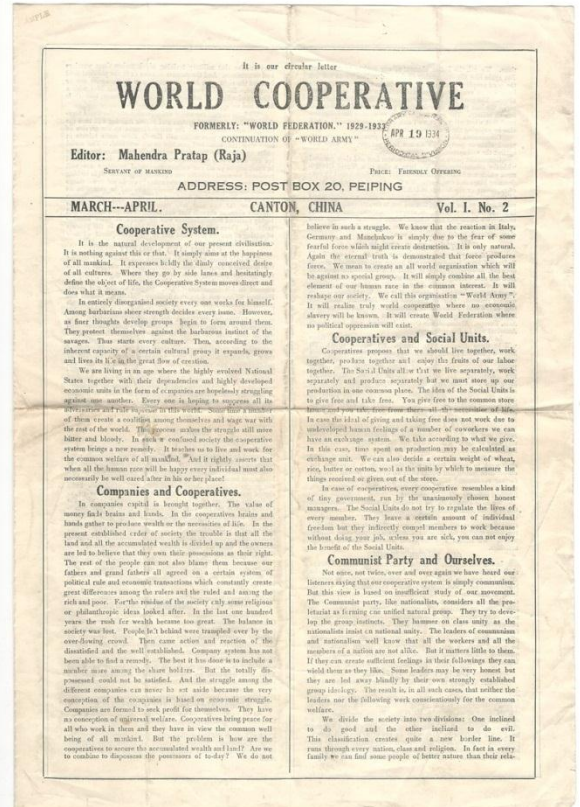 It is our circular letter
WORLD COOPERATIVE
FORMERLY: "WORLD FEDERATION." 1929-1933
CONTINUATION OF "WORLD ARMY"
APR 19 1934
Editor: Mahendra Pratap (Raja)
SERVANT OF MANKIND
PRICE: FRIENDLY OFFERING
ADDRESS: POST BOX 20, PEIPING
MARCH---APRIL. CANTON, CHINA Vol. I. No. 2
Cooperative System.
It is the natural development of our present civilisation.
It is nothing against this or that. It simply aims at the happiness
of all mankind. It expresses boldly the dimly conceived desire
of all cultures. Where they go by side lanes and hesitatingly
define the object of life, the Cooperative System moves direct and
does what it means.
In entirely disorganised society every one works for himself.
Among barbarians sheer strength decides every issue. However,
as finer thoughts develop groups begin to form around them.
They protect themselves against the barbarous instinct of the
savages. Thus starts every culture. Then, according to the
inherent capacity of a certain cultural group it expands, grows
and lives its life in the great flow of creation.
We are living in an age where the highly evolved National
States together with their dependencies and highly developed
economic units in the form of companies are hopelessly struggling
against one another. Every one is hoping to suppress all its
adversaries and rule supreme in this world. Some time a number
of them create a coalition among themselves and wage war with
the rest of the world. This process makes the struggle still more
bitter and bloody. In such a confused society the cooperative
system brings a new remedy. It teaches us to live and work for
the common welfare of all mankind. And it rightly asserts that
when all the human race will be happy every individual must also
necessarily be well cared after in his or her place!
Companies and Cooperatives.
In companies capital is brought together. The value of
money finds brains and hands. In the cooperatives brains and
hands gather to produce wealth or the necessities of life. In the
present established order of society the trouble is that all the
land and all the accumulated wealth is divided up and the owners
are led to believe that they own their possessions as their right.
The rest of the people can not also blame them because our
fathers and grand fathers all agreed on a certain system of
political rule and economic transactions which constantly create
great differences among the rulers and the ruled and among the
rich and poor. For the residue of the society only some religious
or philanthropic ideas looked after. In the last one hundred
years the rush for wealth became too great. The balance in
society was lost. People left behind were trampled over by the
over-flowing crowd. Then came action and reaction of the
dissatisfied and the well established. Company system has not
been able to find a remedy. The best it has done is to include a
number more among the share holders. But the totally dis-
possessed could not be satisfied. And the struggle among the
different companies can never be set aside because the very
conception of the companies is based on economic struggle.
Companies are formed to seek profit for themselves. They have
no conception of universal welfare. Cooperatives bring peace for
all who work in them and they have in view the common well
being of all mankind. But the problem is how are the
cooperatives to secure the accumulated wealth and land? Are we
to combine to dispossess the possessors of to-day? We do not
believe in such a struggle. We know that the reaction in Italy,
Germany and Manchukuo is simply due to the fear of some
fearful force which might create destruction. It is only natural.
Again the eternal truth is demonstrated that force produces
force. We mean to create an all world organisation which will
be against no special group. It will simply combine all the best
element of our human race in the common interest. It will
reshape our society. We call this organisation "World Army".
It will realize truly world cooperative where no economic
slavery will be known. It will create World Federation where
no political oppression will exist.
Cooperatives and Social Units.
Cooperatives propose that we should live together, work
together, produce together and enjoy the fruits of our labour
together. The Social Units allow that we live separately, work
separately and produce separately but we must store up our
production in one common place. The idea of the Social Units is
to give and take free. You give free to the common store
house and you take free from there all the necessities of life.
In case the ideal of giving and taking free does not work due to
undeveloped human feelings of a number of coworkers we can
have an exchange system. We take according to what we give.
In this case, time spent on production may be calculated as
exchange unit. We can also decide a certain weight of wheat,
rice, butter or cotton, wool as the units by which to measure the
things received or given out of the store.
In case of cooperatives, every cooperative resembles a kind
of tiny government, run by the unanimously chosen honest
managers. The Social Units do not try to regulate the lives of
every member. They leave a certain amount of individual
freedom but they indirectly compel members to work because
without doing your job, unless you are sick, you can not enjoy
the benefit of the Social Units.
Communist Party and Ourselves.
Not once, not twice, ever and ever again we have heard our
listeners saying that our cooperative system is simply communism.
But this view is based on insufficient study of our movement.
The Communist party, like nationalists, considers all the pro-
letariat as forming one unified natural group. They try to deve-
lop the group instincts. They hammer on class unity as the
nationalists insist on national unity. The leaders of communism
and nationalism well know that all the workers and all the
members of a nation are not alike. But it matters little to them.
If they can create sufficient feelings in their followings they can
wield them as they like. Some leaders may be very honest but
they are led away blindly by their own strongly established
group ideology. The result is, in all such cases, that neither the
leaders nor the following work conscientiously for the common
welfare.
We divide the society into two divisions: One inclined
to do good and the other inclined to do evil.
This classification creates quite a new border line. It
runs through every nation, class and religion. In fact in every
family we can find some people of better nature than their rela-